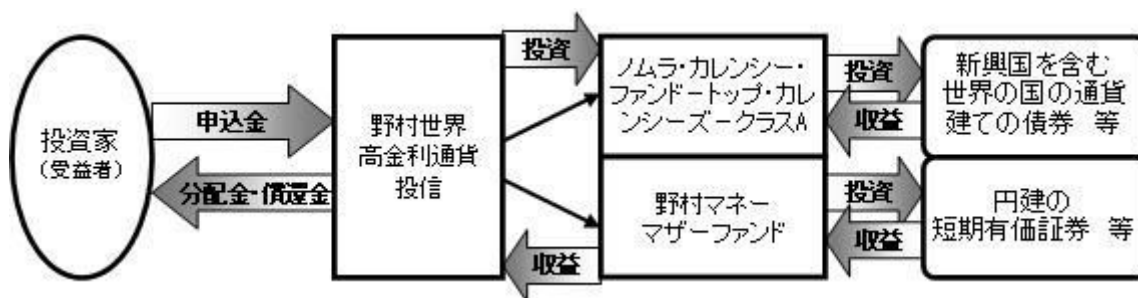 投資家
(受益者)
申込金
分配金・償還金
野村世界
高金利通貨
投信
投資
収益
ノムラ・カレンシー・
ファンドートップ・カレ
ンシーズ－クラスA
野村マネー
マザーファンド
投資
収益
投資
収益
新興国を含む
世界の国の通貨
建ての債券　等
円建の
短期有価証券　等